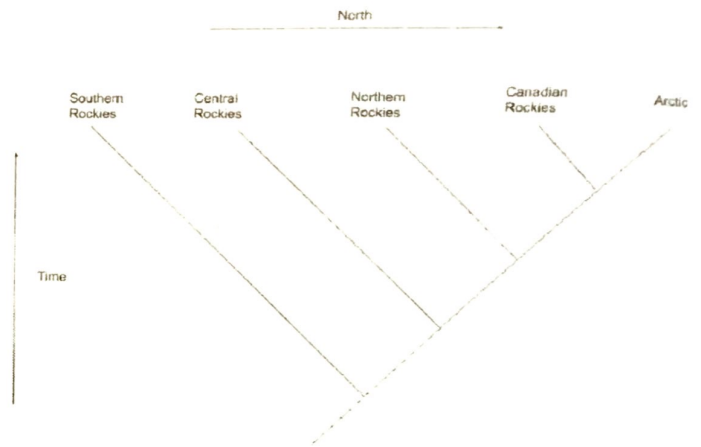 North
Southern
Rockies
Central
Rockies
Northern
Rockies
Canadian
Rockies
Arctic
Time